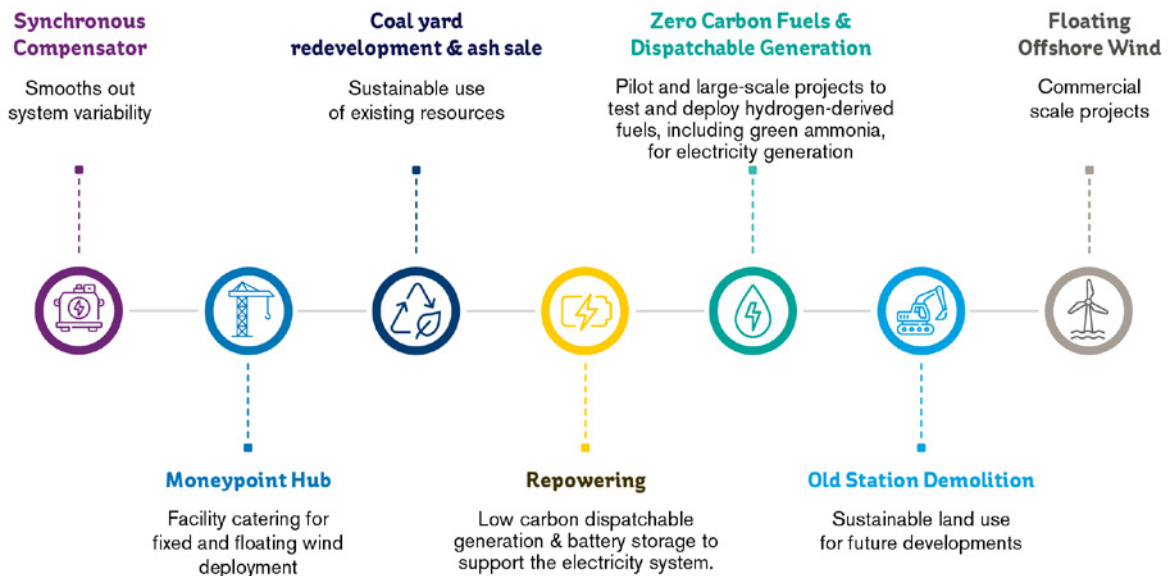 Synchronous
Compensator
Smooths out
system variability
Coal yard
redevelopment & ash sale
Sustainable use
of existing resources
Zero Carbon Fuels &
Dispatchable Generation
Pilot and large-scale projects to
test and deploy hydrogen-derived
fuels, including green ammonia,
for electricity generation
Floating
Offshore Wind
Commercial
scale projects
Moneypoint Hub
Facility catering for
fixed and floating wind
deployment
Repowering
Low carbon dispatchable
generation & battery storage to
support the electricity system.
Old Station Demolition
Sustainable land use
for future developments